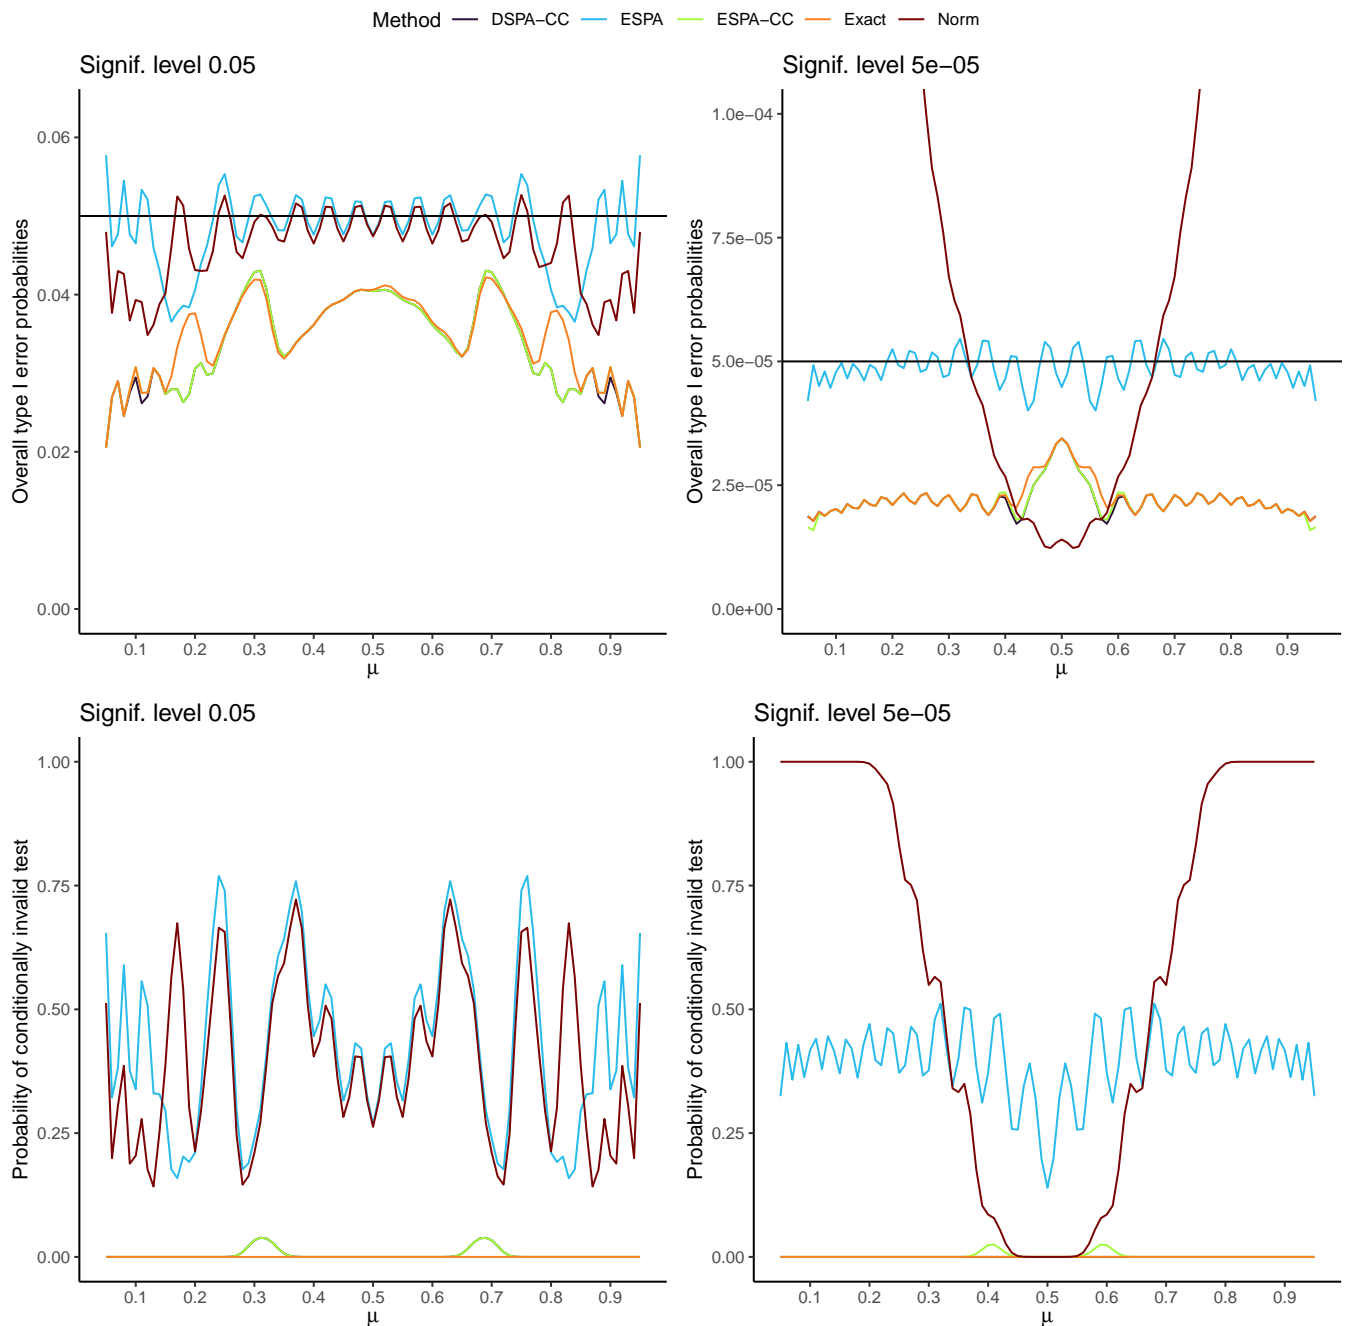 Method DSPA−CC ESPA ESPA−CC Exact Norm
Signif. level 0.05
Overall type I error probabilities
0.06
0.04
0.02
0.00
0.1 0.2 0.3 0.4 0.5 0.6 0.7 0.8 0.9
μ
Signif. level 5e−05
Overall type I error probabilities
1.0e−04
7.5e−05
5.0e−05
2.5e−05
0.0e+00
0.1 0.2 0.3 0.4 0.5 0.6 0.7 0.8 0.9
μ
Signif. level 0.05
Probability of conditionally invalid test
1.00
0.75
0.50
0.25
0.00
0.1 0.2 0.3 0.4 0.5 0.6 0.7 0.8 0.9
μ
Signif. level 5e−05
Probability of conditionally invalid test
1.00
0.75
0.50
0.25
0.00
0.1 0.2 0.3 0.4 0.5 0.6 0.7 0.8 0.9
μ